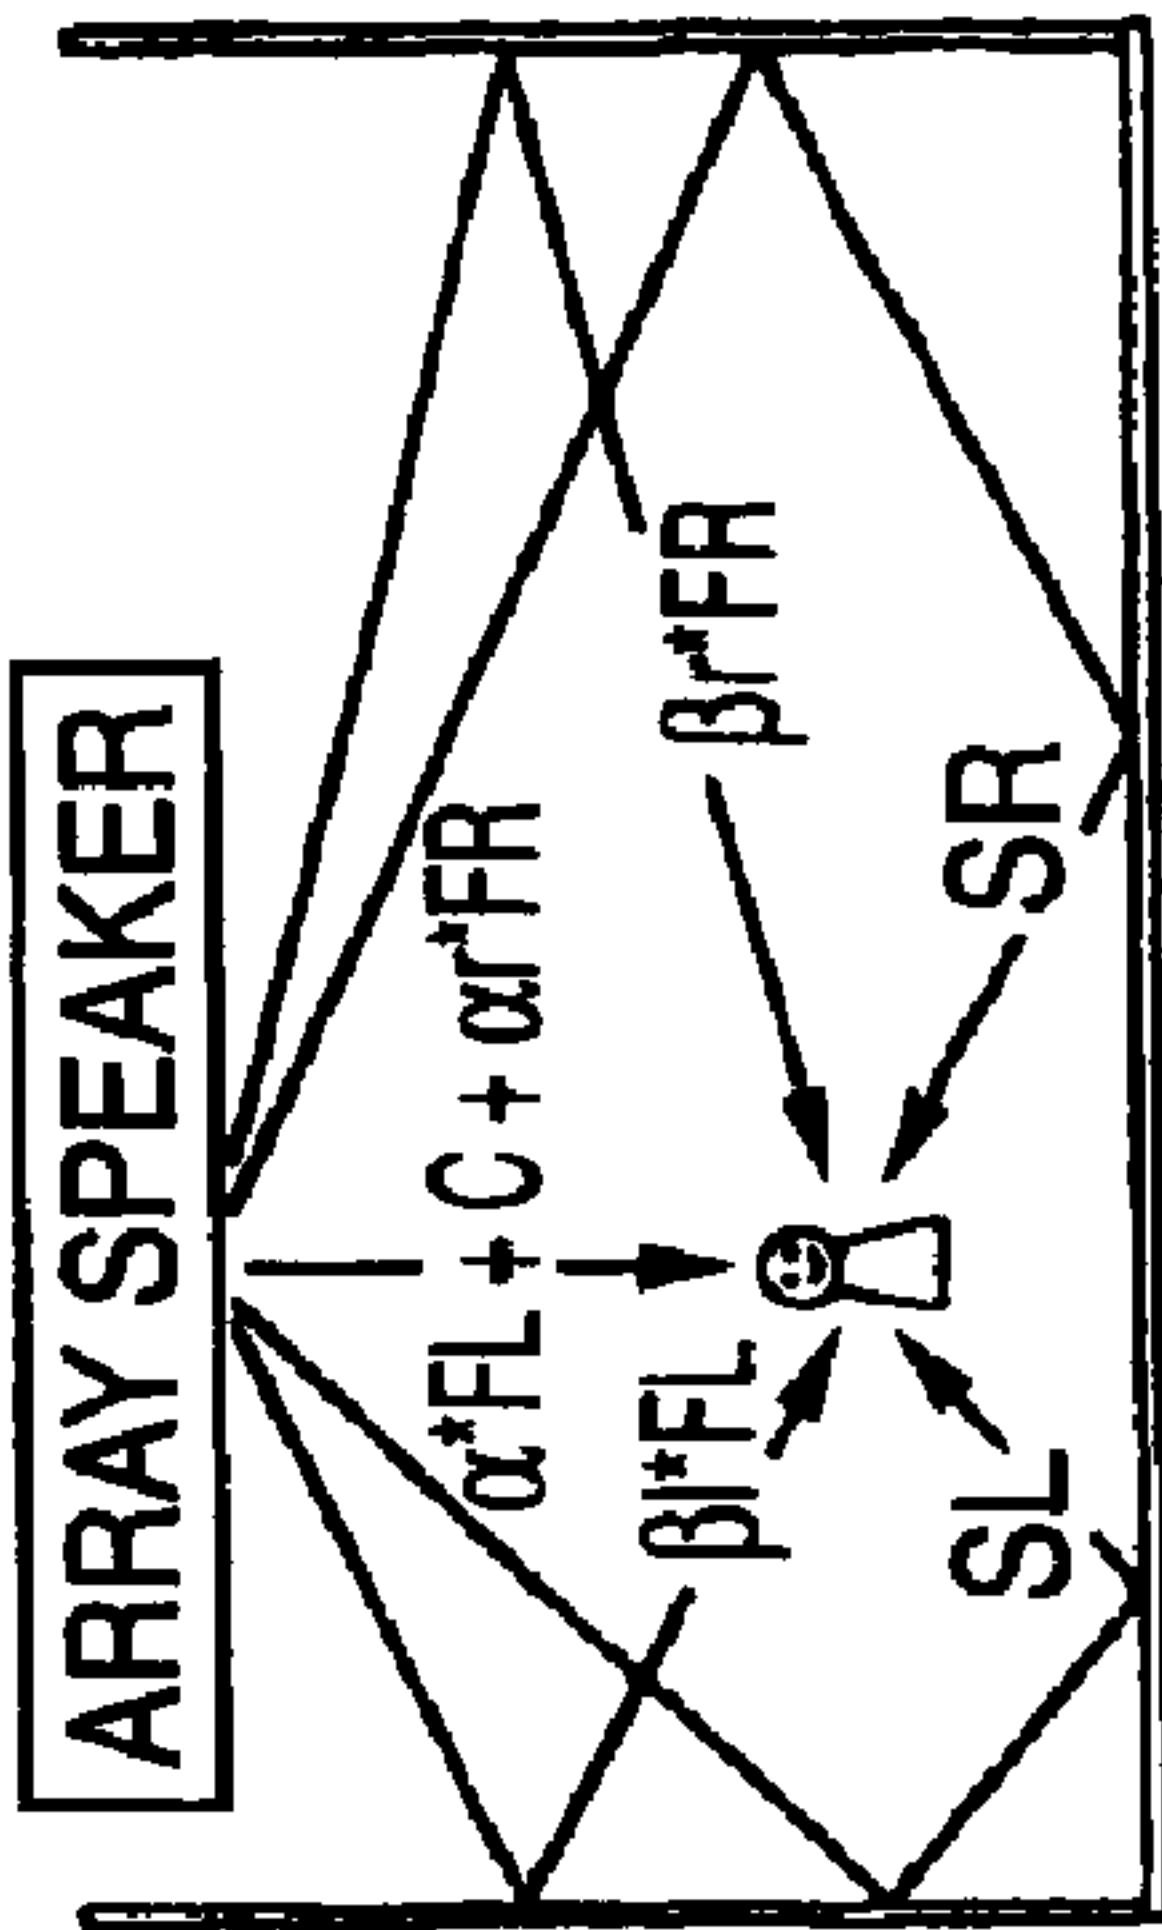 ARRAY SPEAKER
α*FL + C + αr*FR
βl*FL
βr*FR
SL
SR